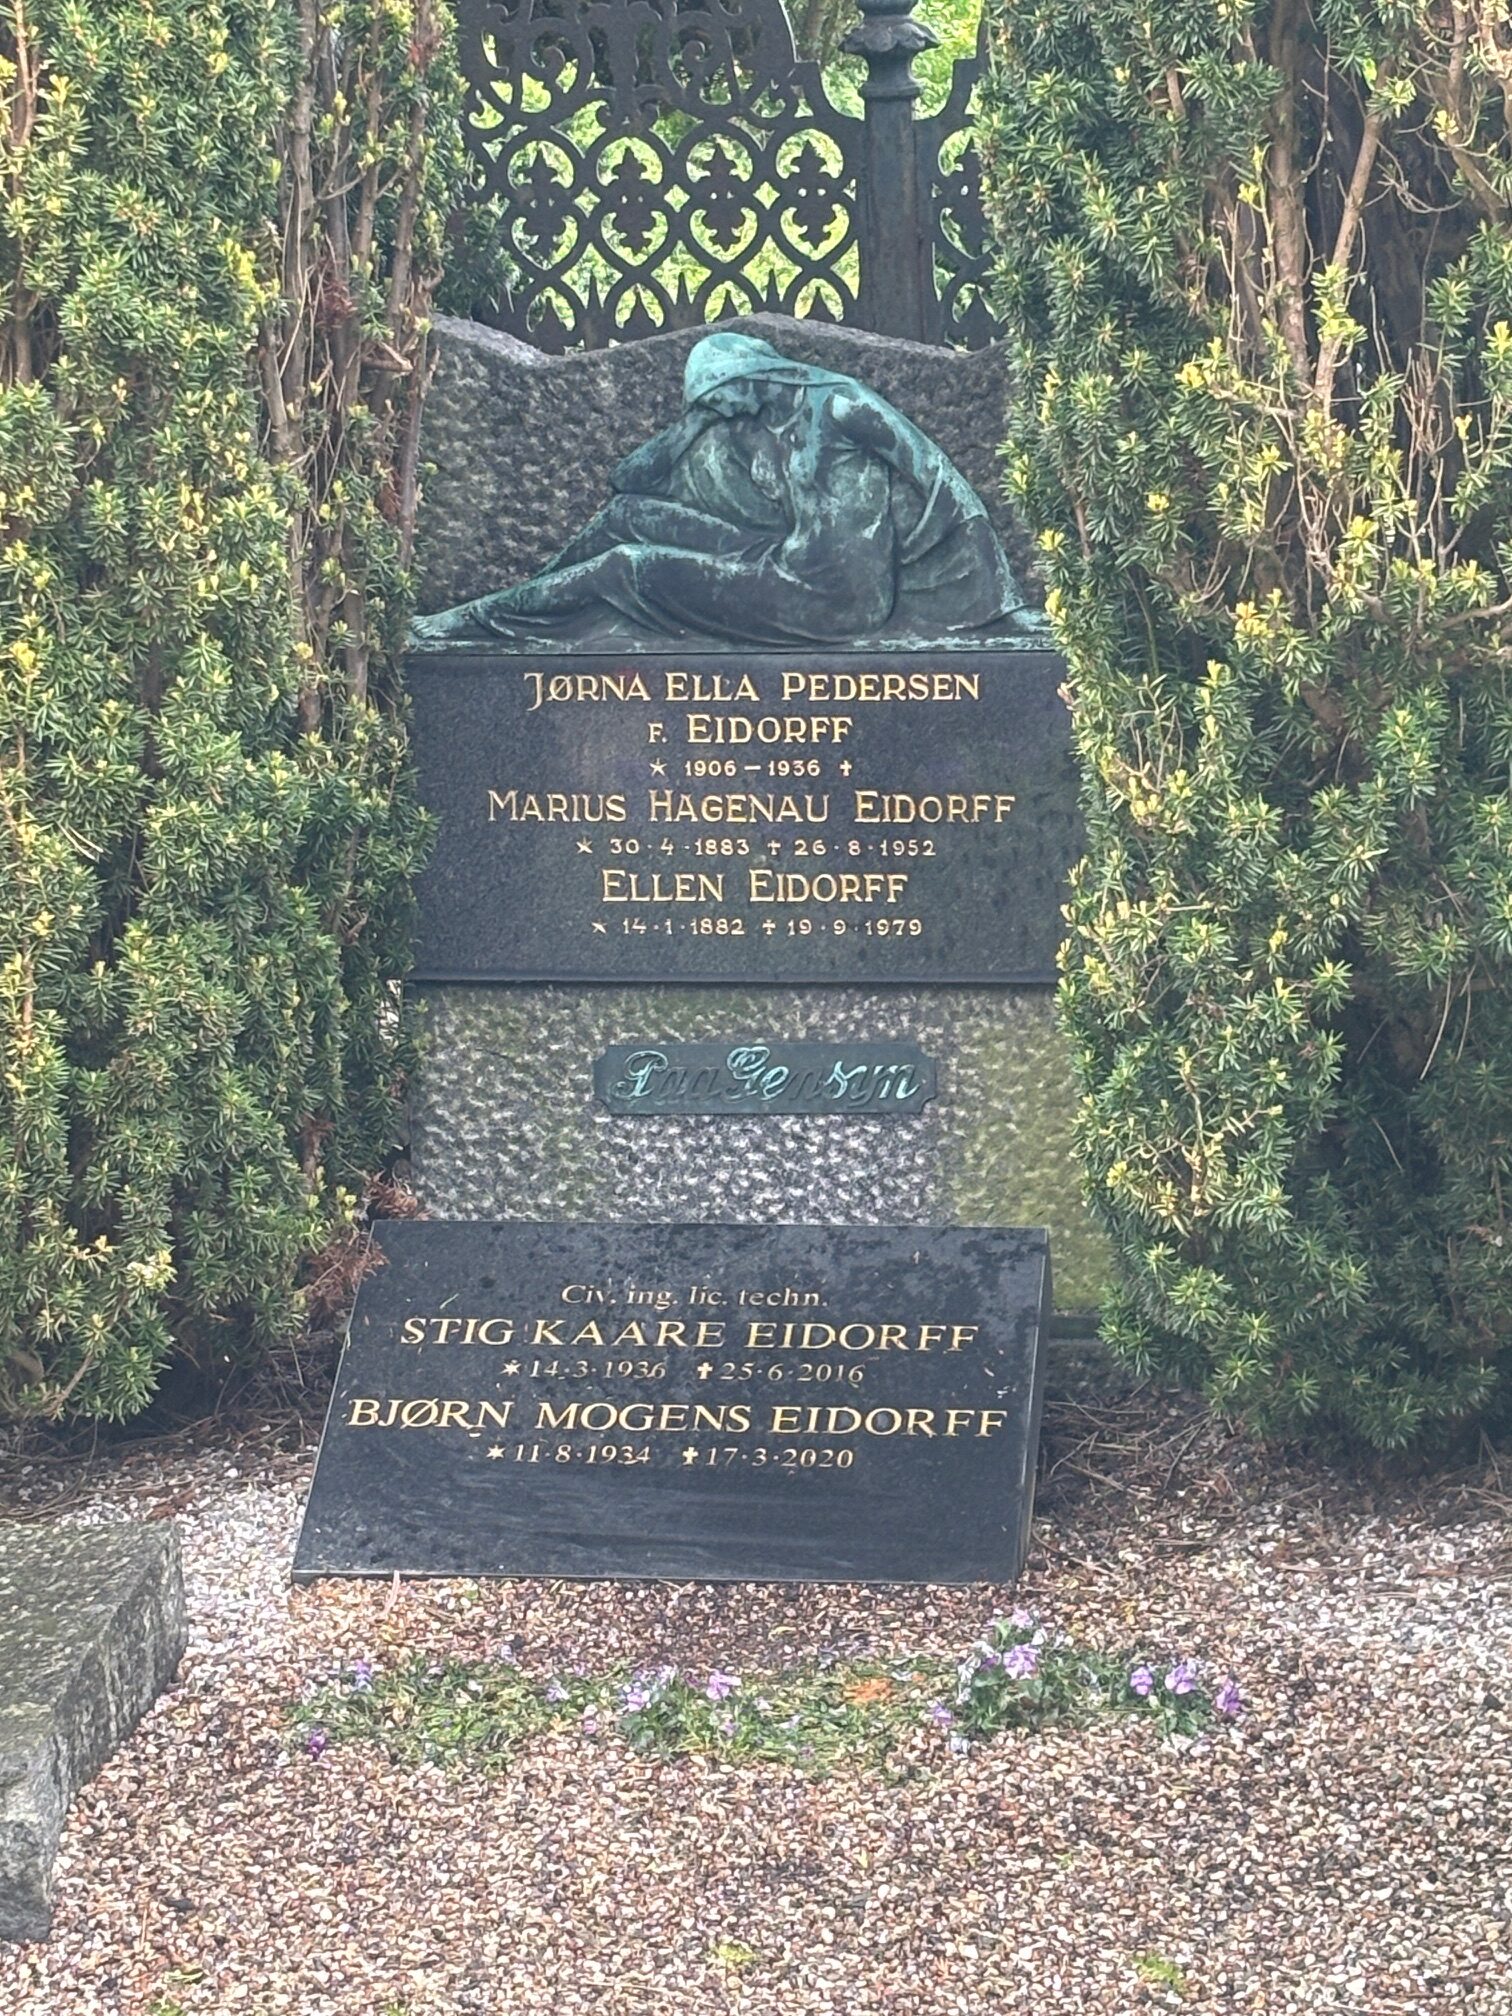 JØRNA ELLA PEDERSEN
F. EIDORFF
★ 1906 – 1936 ✝
MARIUS HAGENAU EIDORFF
★ 30·4·1883 ✝ 26·8·1952
ELLEN EIDORFF
★ 14·1·1882 ✝ 19·9·1979
Paa Gensyn
Civ. ing. lic. techn.
STIG KAARE EIDORFF
★14·3·1936 ✝25·6·2016
BJØRN MOGENS EIDORFF
★11·8·1934 ✝17·3·2020